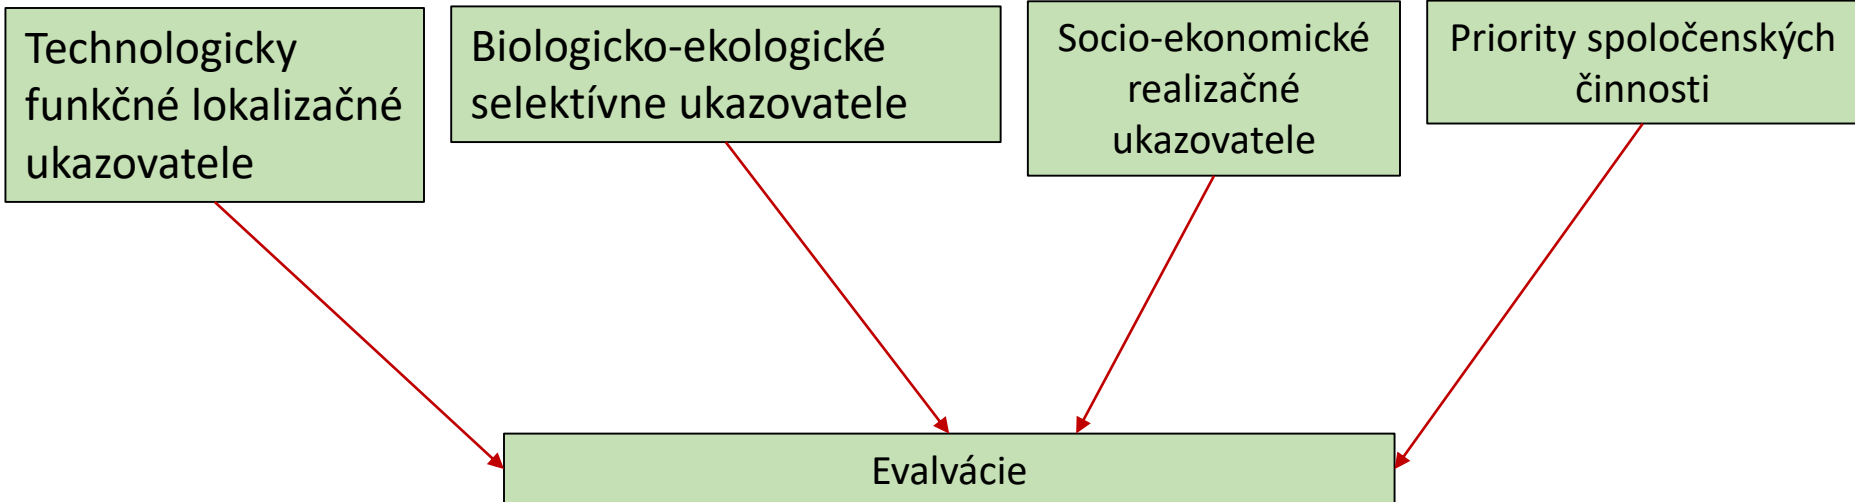 Technologicky
funkčné lokalizačné
ukazovatele
Biologicko-ekologické
selektívne ukazovatele
Socio-ekonomické
realizačné
ukazovatele
Priority spoločenských
činnosti
Evalvácie